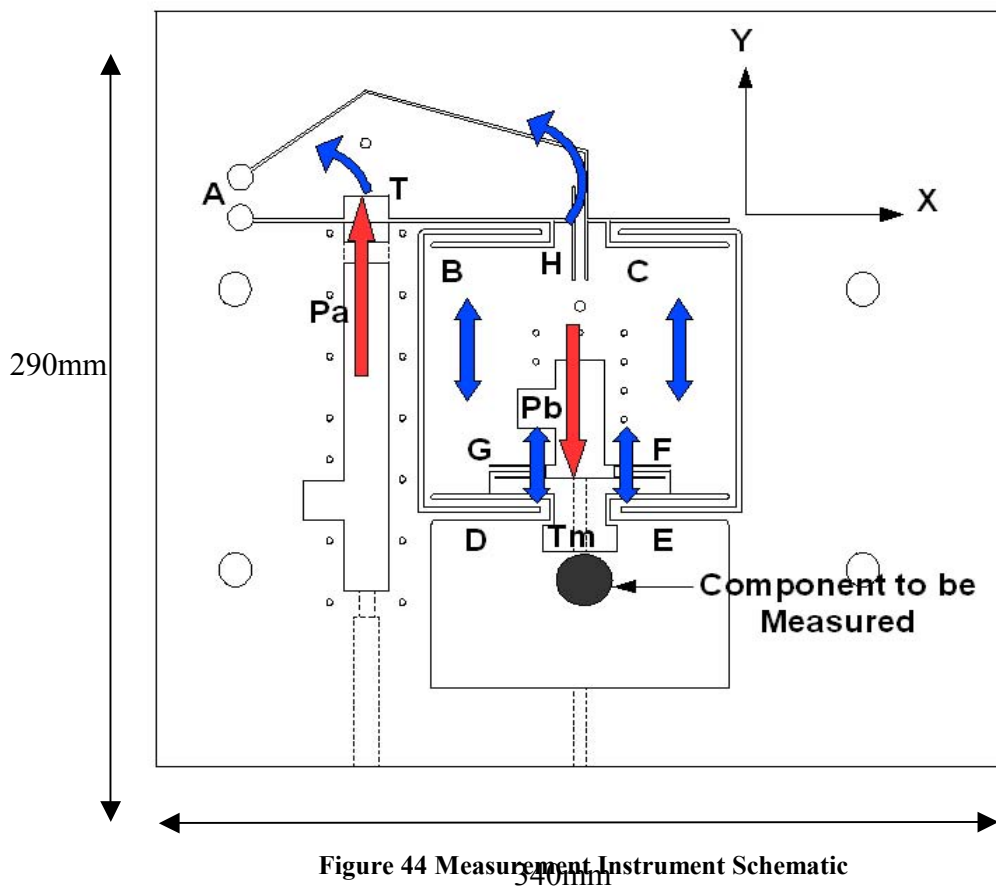 Y
A
T
X
B
H
C
Pa
290mm
Pb
G
F
D
Tm
E
Component to be
Measured
Figure 44 Measurement Instrument Schematic
340mm